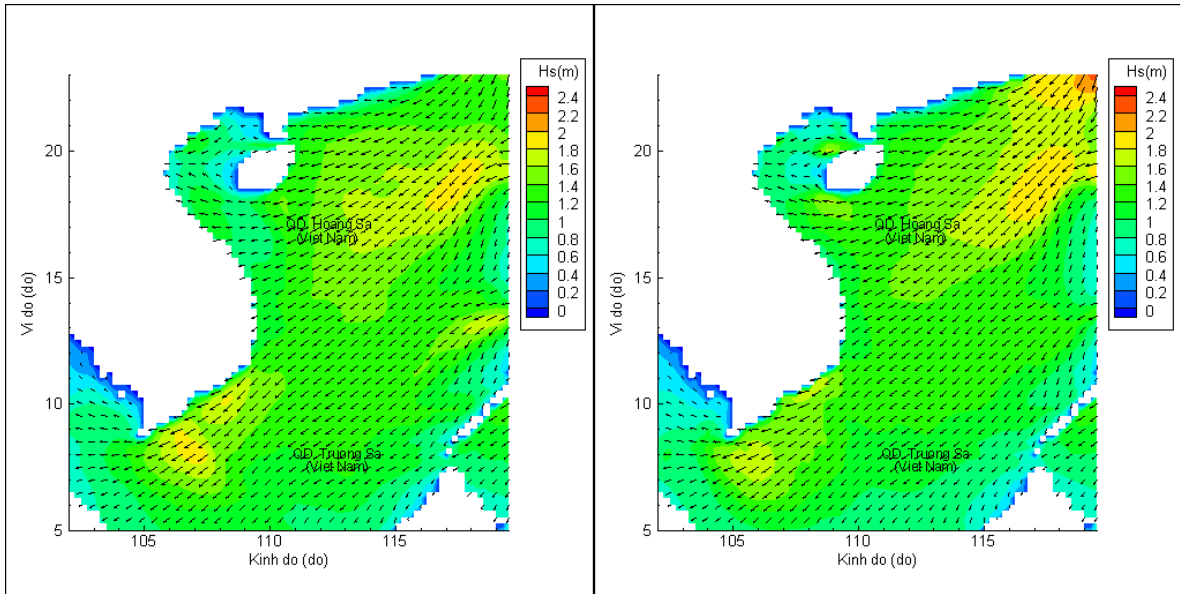 Hs(m)
2.4
2.2
2
1.8
1.6
1.4
1.2
1
0.8
0.6
0.4
0.2
0
20
15
10
5
Vi do (do)
QD. Hoang Sa
(Viet Nam)
QD. Truong Sa
(Viet Nam)
105
110
115
Kinh do (do)
Hs(m)
2.4
2.2
2
1.8
1.6
1.4
1.2
1
0.8
0.6
0.4
0.2
0
20
15
10
5
Vi do (do)
QD. Hoang Sa
(Viet Nam)
QD. Truong Sa
(Viet Nam)
105
110
115
Kinh do (do)